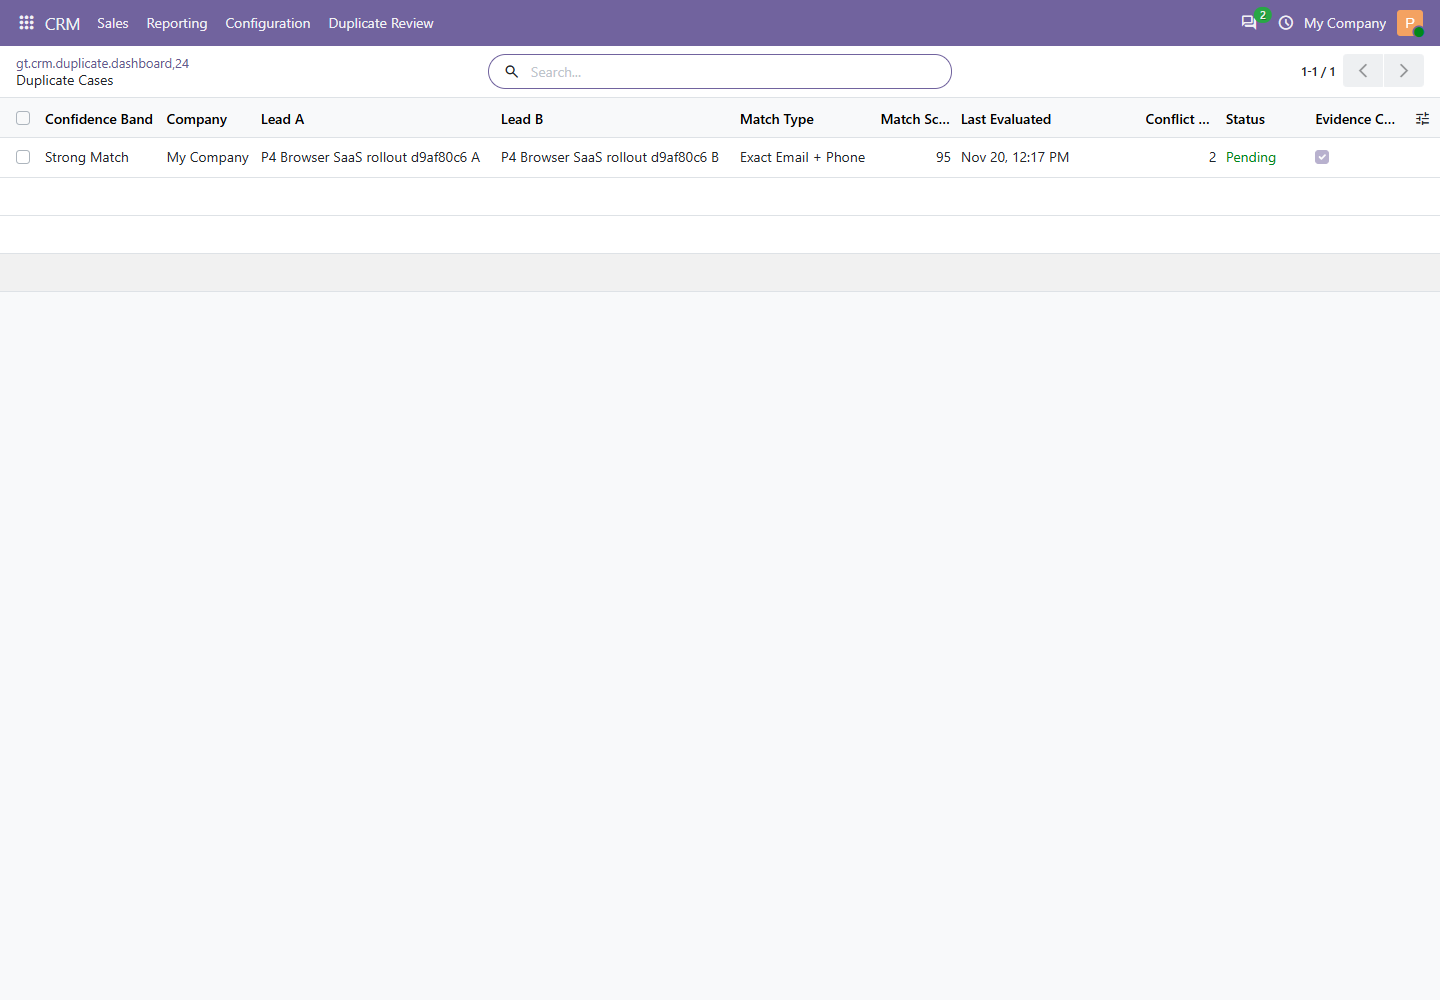 CRM Sales Reporting Configuration Duplicate Review 2 My Company P
gt.crm.duplicate.dashboard,24
Duplicate Cases
Search...
1-1 / 1
Confidence Band Company Lead A Lead B Match Type Match Sc... Last Evaluated Conflict ... Status Evidence C...
Strong Match My Company P4 Browser SaaS rollout d9af80c6 A P4 Browser SaaS rollout d9af80c6 B Exact Email + Phone 95 Nov 20, 12:17 PM 2 Pending